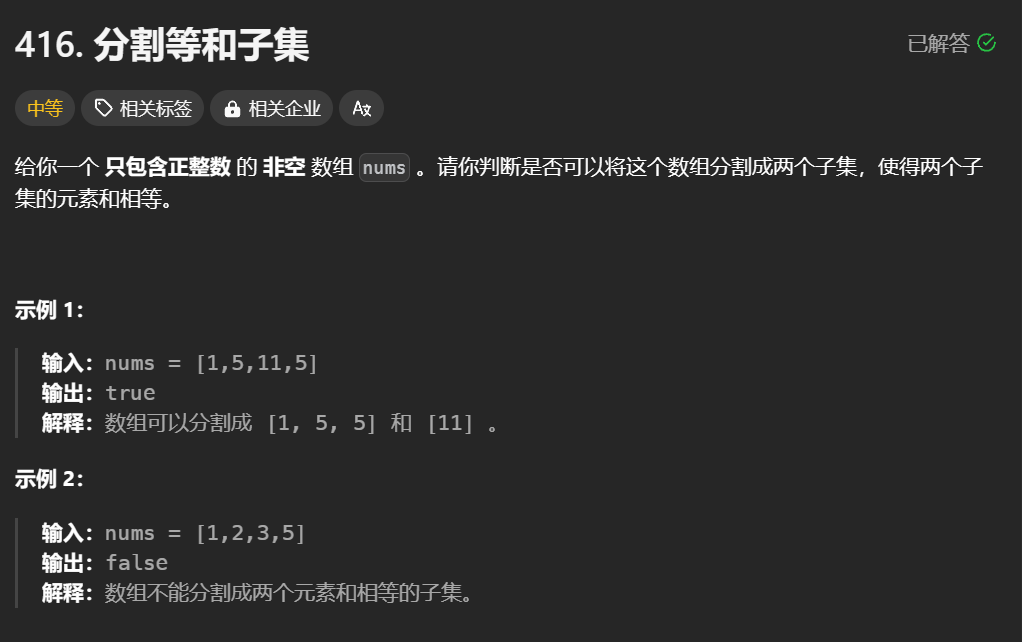 416. 分割等和子集
已解答
中等 相关标签 相关企业 Ax
给你一个 只包含正整数 的 非空 数组 nums 。请你判断是否可以将这个数组分割成两个子集，使得两个子
集的元素和相等。
示例 1：
输入：nums = [1,5,11,5]
输出：true
解释：数组可以分割成 [1, 5, 5] 和 [11] 。
示例 2：
输入：nums = [1,2,3,5]
输出：false
解释：数组不能分割成两个元素和相等的子集。